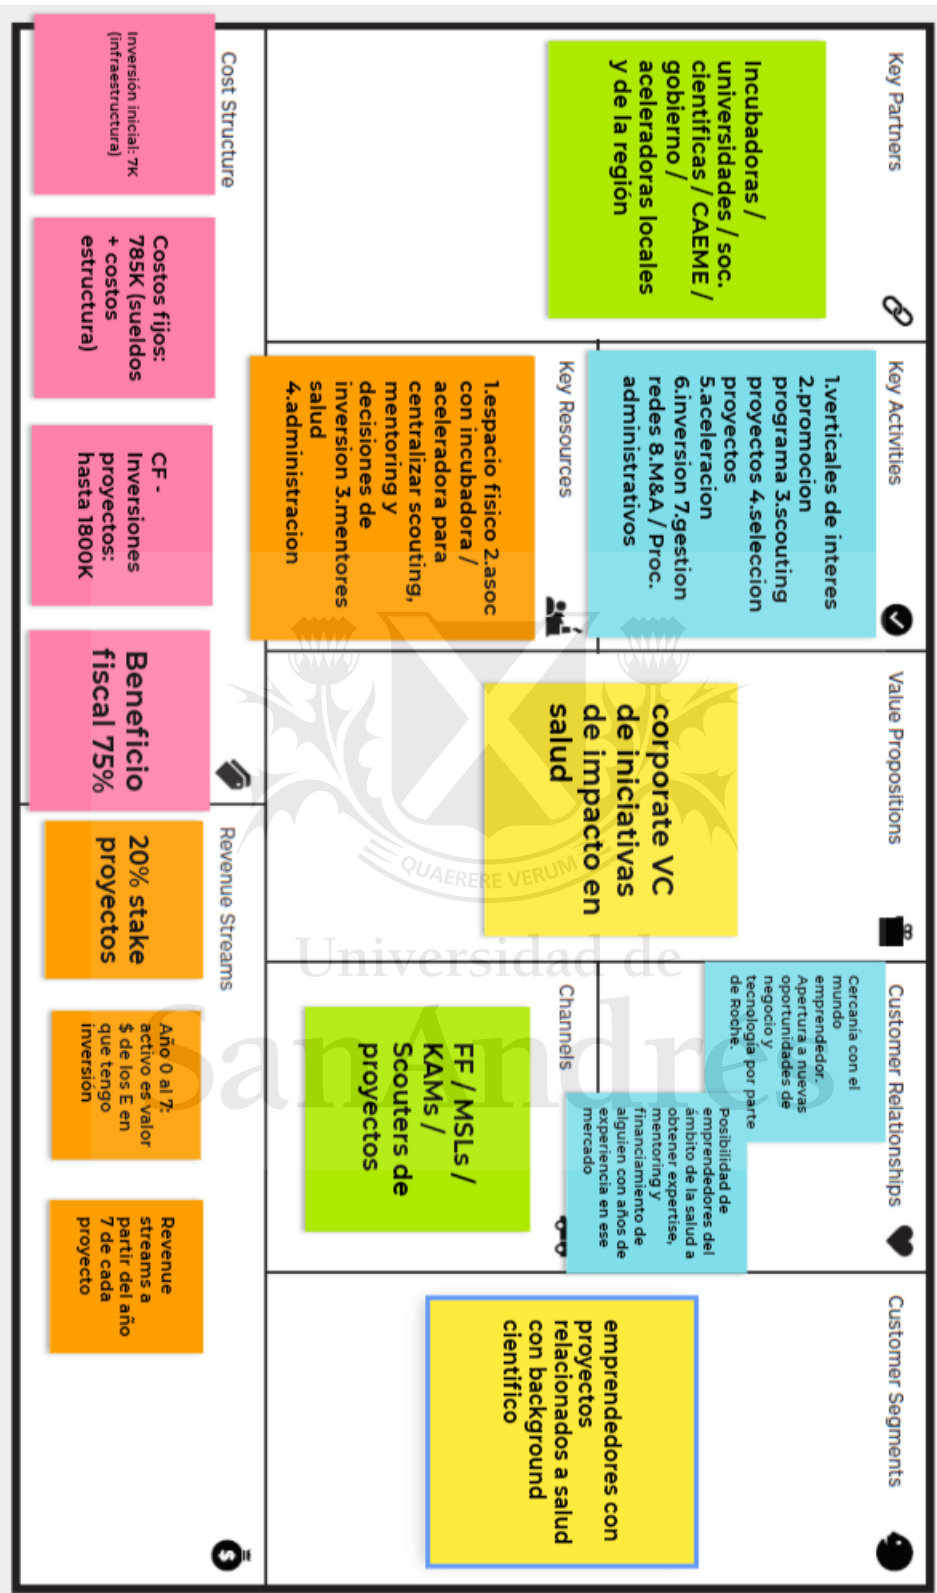 Key Partners
Incubadoras /
universidades / soc.
cientificas / CAEME /
gobierno /
aceleradoras locales
y de la región
Key Activities
1.verticales de interes
2.promocion
programa 3.scouting
proyectos 4.seleccion
proyectos
5.aceleracion
6.inversion 7.gestion
redes 8.M&A / Proc.
administrativos
Key Resources
1.espacio fisico 2.asoc
con incubadora /
aceleradora para
centralizar scouting,
mentoring y
decisiones de
inversion 3.mentores
salud
4.administracion
Value Propositions
corporate VC
de iniciativas
de impacto en
salud
Customer Relationships
Cercanía con el
mundo
emprendedor.
Apertura a nuevas
oportunidades de
negocio y
tecnología por parte
de Roche.
Posibilidad de
emprendedores del
ámbito de la salud a
obtener expertise,
mentoring y
financiamiento de
alguien con años de
experiencia en ese
mercado
Channels
FF / MSLs /
KAMs /
Scouters de
proyectos
Customer Segments
emprendedores con
proyectos
relacionados a salud
con background
cientifico
Cost Structure
Inversión inicial: 7K
(infraestructura)
Costos fijos:
785K (sueldos
+ costos
estructura)
CF -
Inversiones
proyectos:
hasta 1800K
Beneficio
fiscal 75%
Revenue Streams
20% stake
proyectos
Año 0 al 7:
activo es valor
$ de los E en
que tengo
inversión
Revenue
streams a
partir del año
7 de cada
proyecto
QUAERERE VERUM
Universidad de
SanAndres